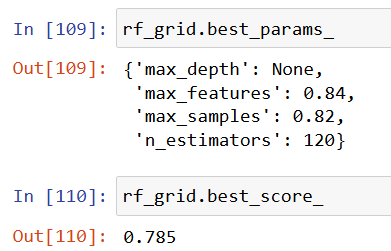 In [109]: rf_grid.best_params_
Out[109]: {'max_depth': None,
'max_features': 0.84,
'max_samples': 0.82,
'n_estimators': 120}
In [110]: rf_grid.best_score_
Out[110]: 0.785